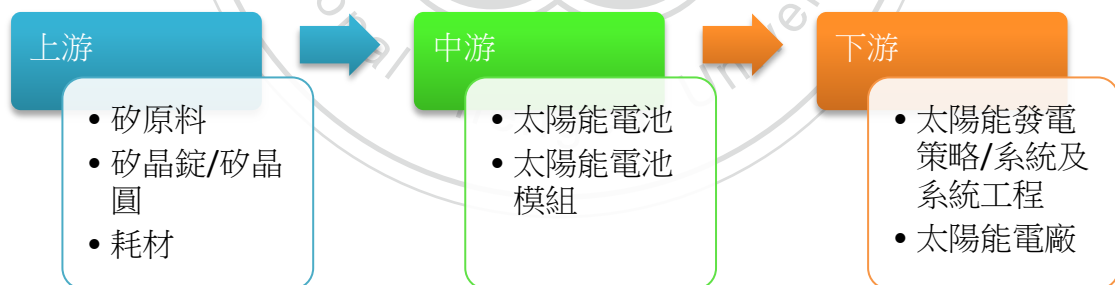 上游
• 矽原料
• 矽晶錠/矽晶
圓
• 耗材
中游
• 太陽能電池
• 太陽能電池
模組
下游
• 太陽能發電
策略/系統及
系統工程
• 太陽能電廠